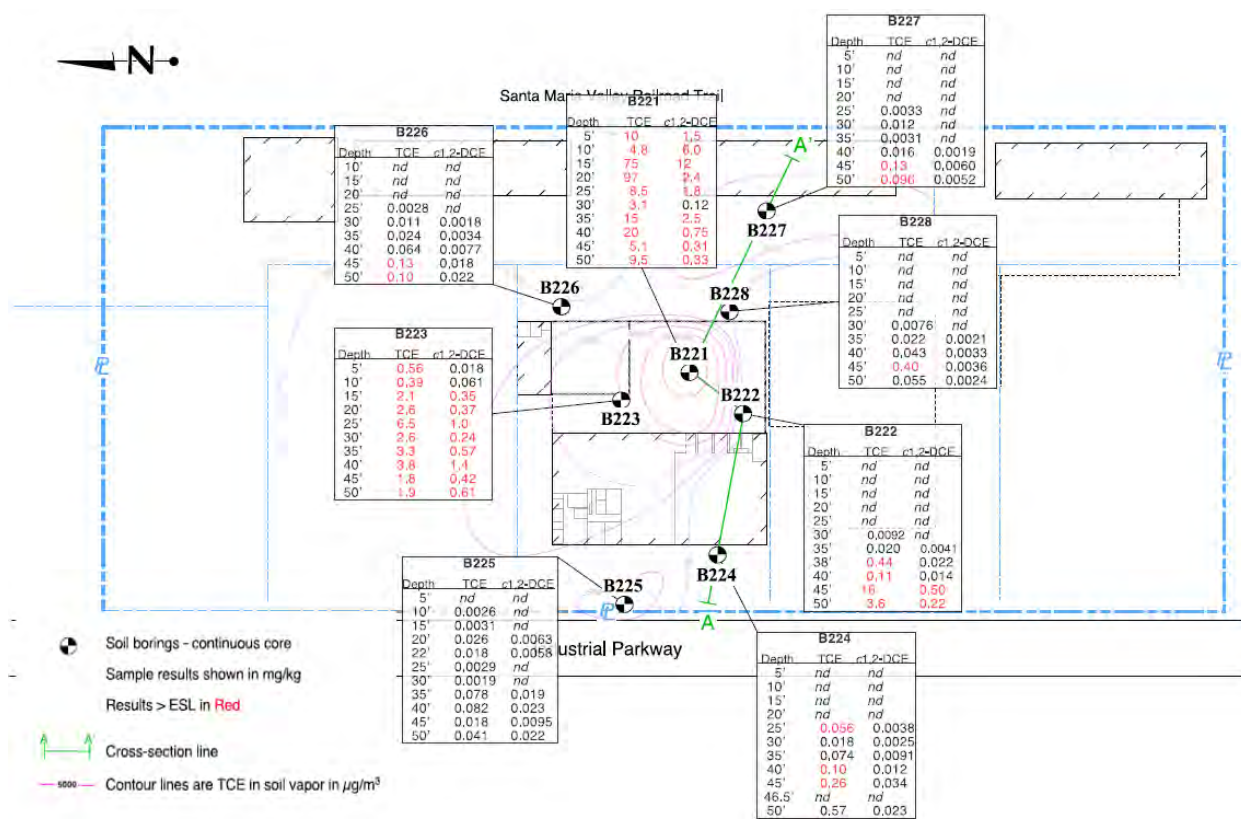 N
Santa Maria Valley Railroad Trail
B227
Depth TCE c1,2-DCE
5' nd nd
10' nd nd
15' nd nd
20' nd nd
25' 0.0033 nd
30' 0.012 nd
35' 0.0031 nd
40' 0.016 0.0019
45' 0.13 0.0060
50' 0.096 0.0052
B221
Depth TCE c1,2-DCE
5' 10 1.5
10' 4.8 6.0
15' 75 12
20' 97 2.4
25' 8.5 1.8
30' 3.1 0.12
35' 15 2.5
40' 20 0.75
45' 5.1 0.31
50' 9.5 0.33
B226
Depth TCE c1,2-DCE
10' nd nd
15' nd nd
20' nd nd
25' 0.0028 nd
30' 0.011 0.0018
35' 0.024 0.0034
40' 0.064 0.0077
45' 0.13 0.018
50' 0.10 0.022
A'
B227
B228
Depth TCE c1,2-DCE
5' nd nd
10' nd nd
15' nd nd
20' nd nd
25' nd nd
30' 0.0076 nd
35' 0.022 0.0021
40' 0.043 0.0033
45' 0.40 0.0036
50' 0.055 0.0024
B226
B228
B223
Depth TCE c1,2-DCE
5' 0.56 0.018
10' 0.39 0.061
15' 2.1 0.35
20' 2.6 0.37
25' 6.5 1.0
30' 2.6 0.24
35' 3.3 0.57
40' 3.8 1.4
45' 1.8 0.42
50' 1.9 0.61
PL
B221
PL
B223
B222
B222
Depth TCE c1,2-DCE
5' nd nd
10' nd nd
15' nd nd
20' nd nd
25' nd nd
30' 0.0092 nd
35' 0.020 0.0041
38' 0.44 0.022
40' 0.11 0.014
45' 16 0.50
50' 3.6 0.22
B225
Depth TCE c1,2-DCE
5' nd nd
10' 0.0026 nd
15' 0.0031 nd
20' 0.026 0.0063
22' 0.018 0.0058
25' 0.0029 nd
30' 0.0019 nd
35' 0.078 0.019
40' 0.082 0.023
45' 0.018 0.0095
50' 0.041 0.022
B225
PL
B224
A
ustrial Parkway
B224
Depth TCE c1,2-DCE
5' nd nd
10' nd nd
15' nd nd
20' nd nd
25' 0.056 0.0038
30' 0.018 0.0025
35' 0.074 0.0091
40' 0.10 0.012
45' 0.26 0.034
46.5' nd nd
50' 0.57 0.023
Soil borings - continuous core
Sample results shown in mg/kg
Results > ESL in Red
A A'
Cross-section line
5000 Contour lines are TCE in soil vapor in µg/m³